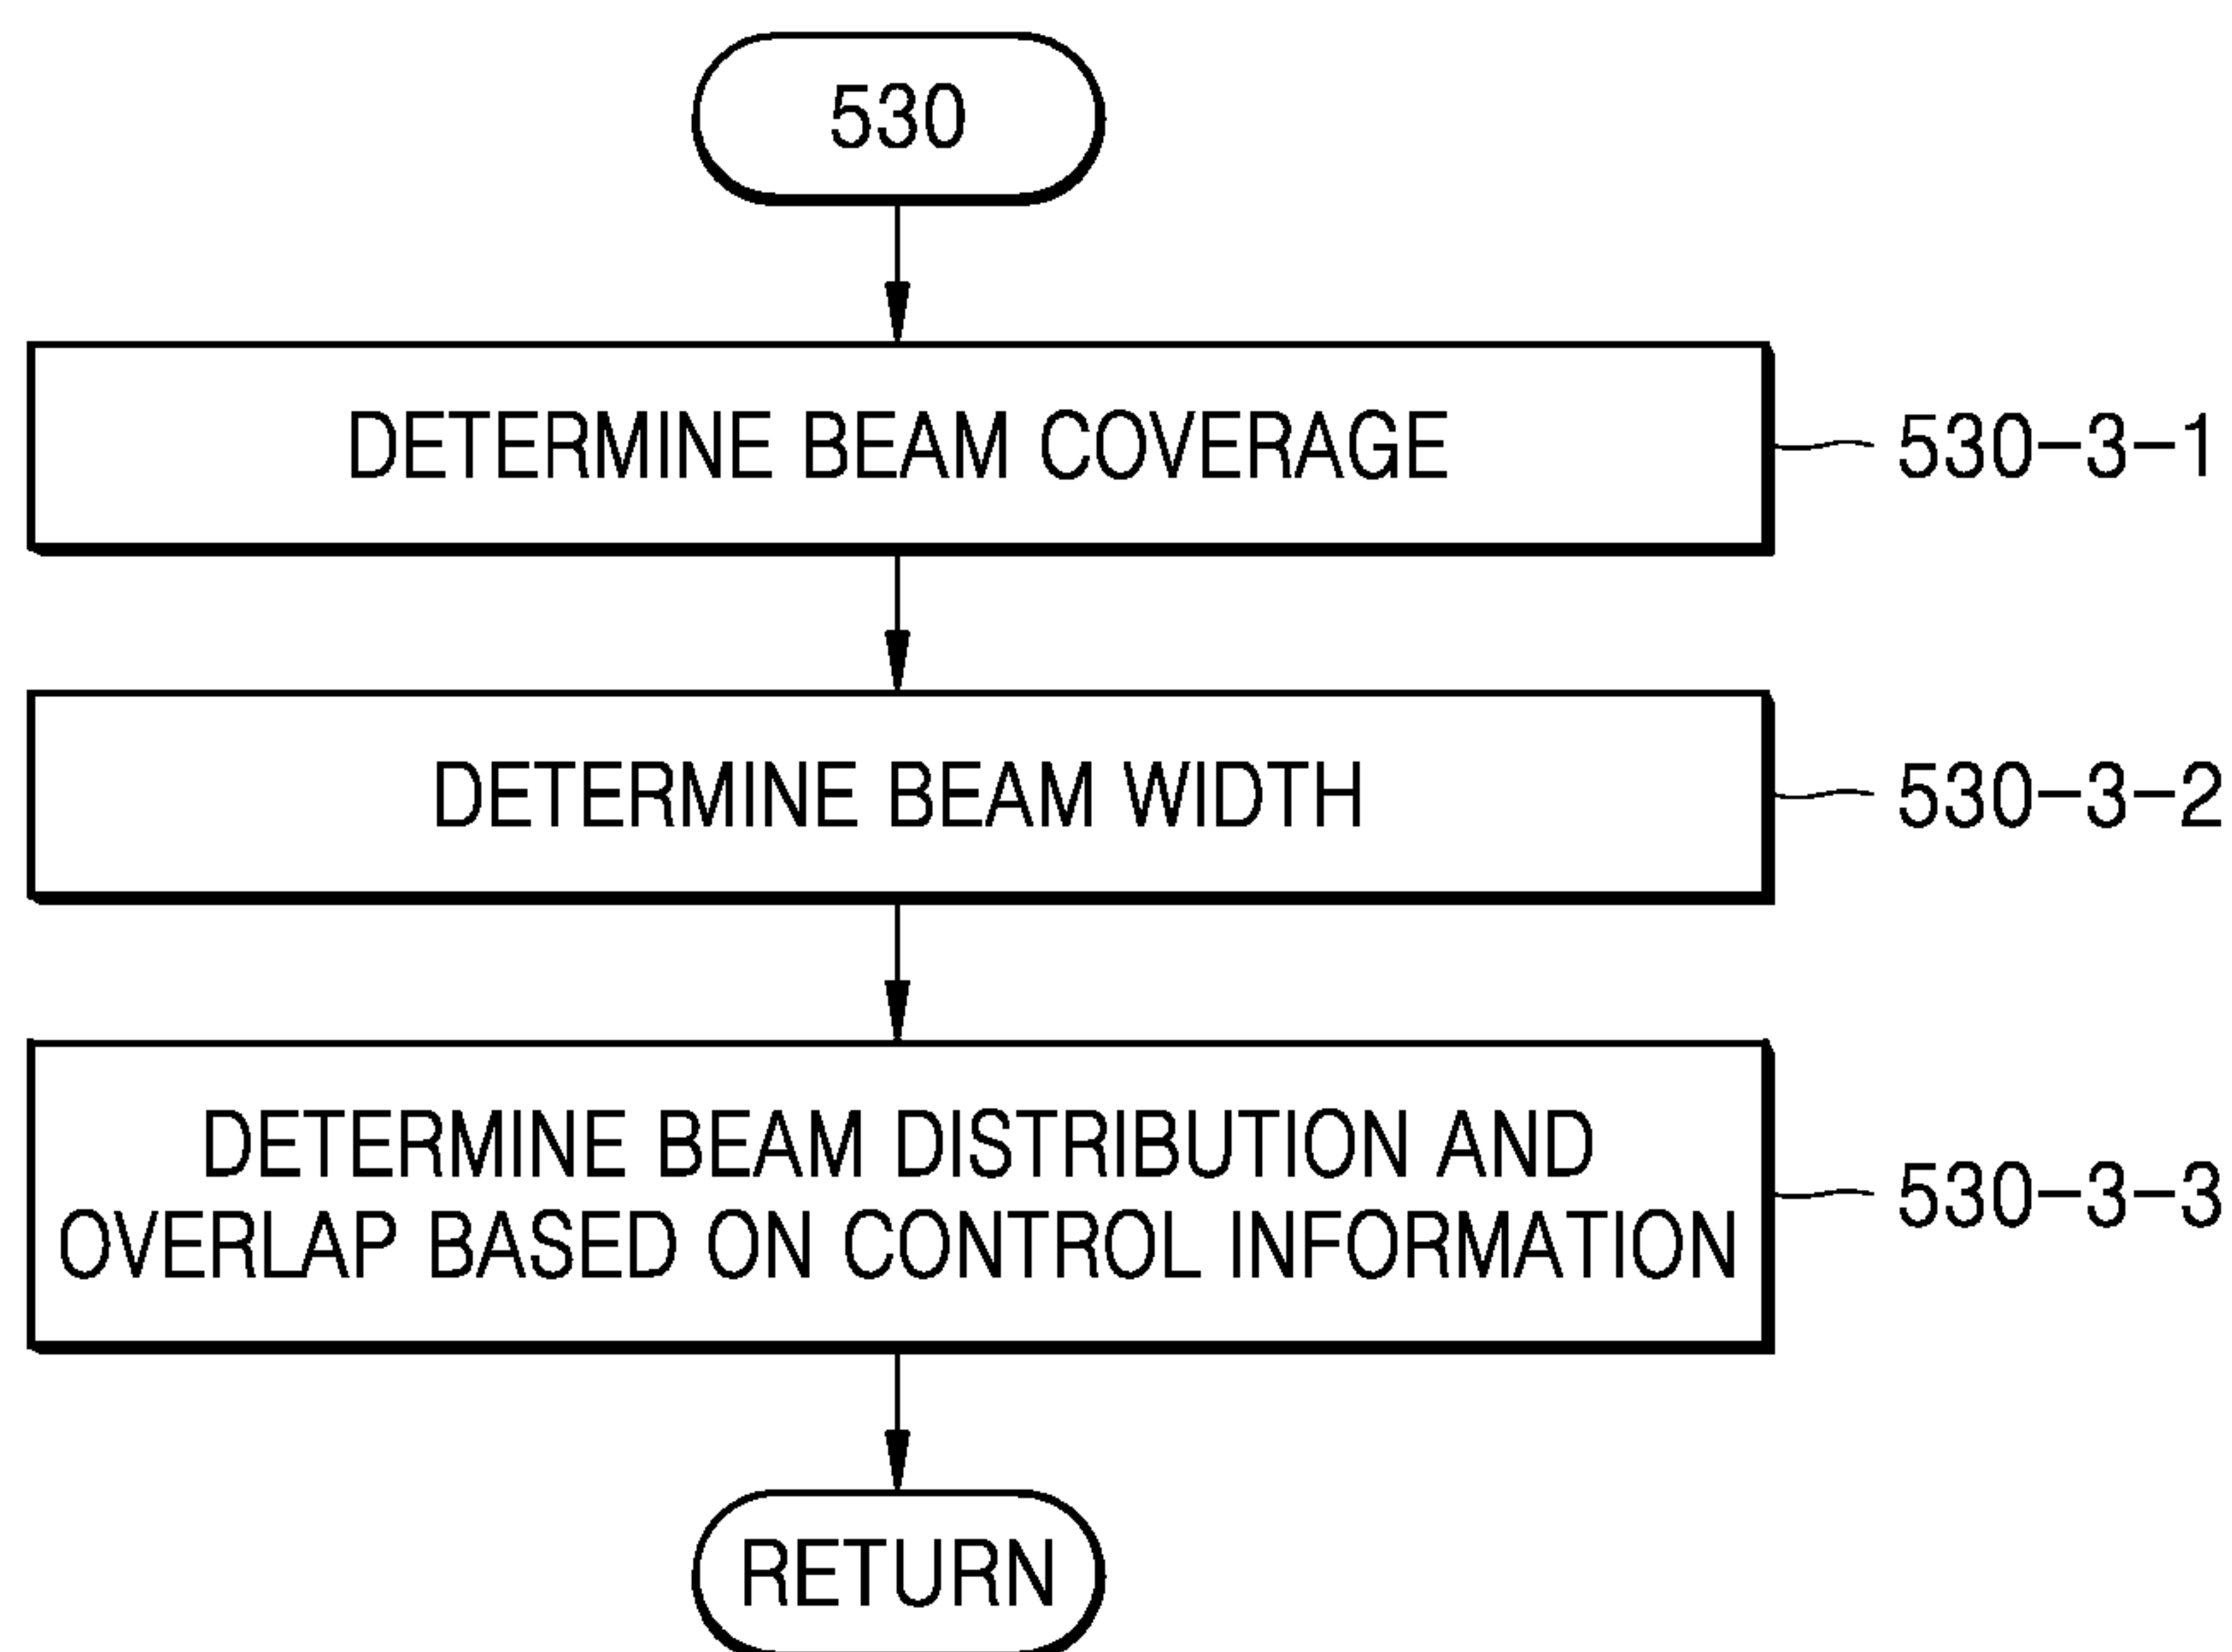 530
DETERMINE BEAM COVERAGE
530-3-1
DETERMINE BEAM WIDTH
530-3-2
DETERMINE BEAM DISTRIBUTION AND
OVERLAP BASED ON CONTROL INFORMATION
530-3-3
RETURN